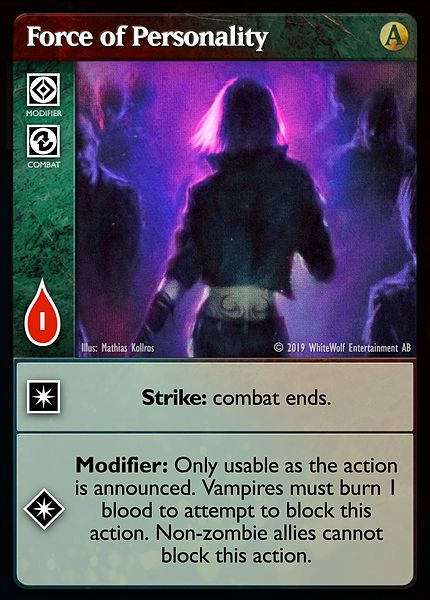 Force of Personality
A
MODIFIER
COMBAT
1
Illus: Mathias Kollros
© 2019 WhiteWolf Entertainment AB
Strike: combat ends.
Modifier: Only usable as the action
is announced. Vampires must burn 1
blood to attempt to block this
action. Non-zombie allies cannot
block this action.